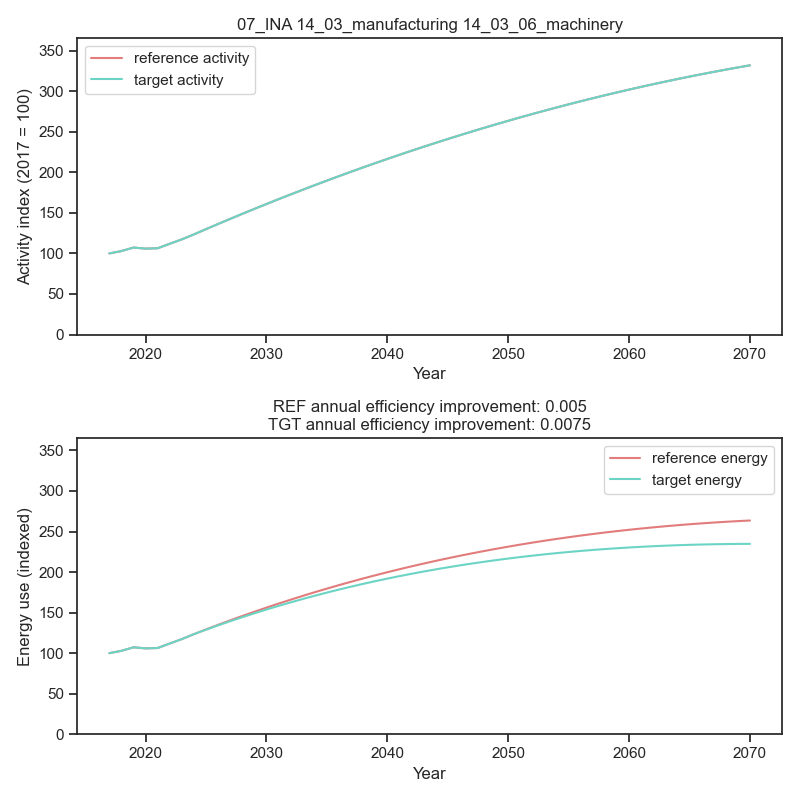 07_INA 14_03_manufacturing 14_03_06_machinery
350
300
250
200
150
100
50
0
Activity index (2017 = 100)
reference activity
target activity
2020 2030 2040 2050 2060 2070
Year
REF annual efficiency improvement: 0.005
TGT annual efficiency improvement: 0.0075
350
300
250
200
150
100
50
0
Energy use (indexed)
reference energy
target energy
2020 2030 2040 2050 2060 2070
Year